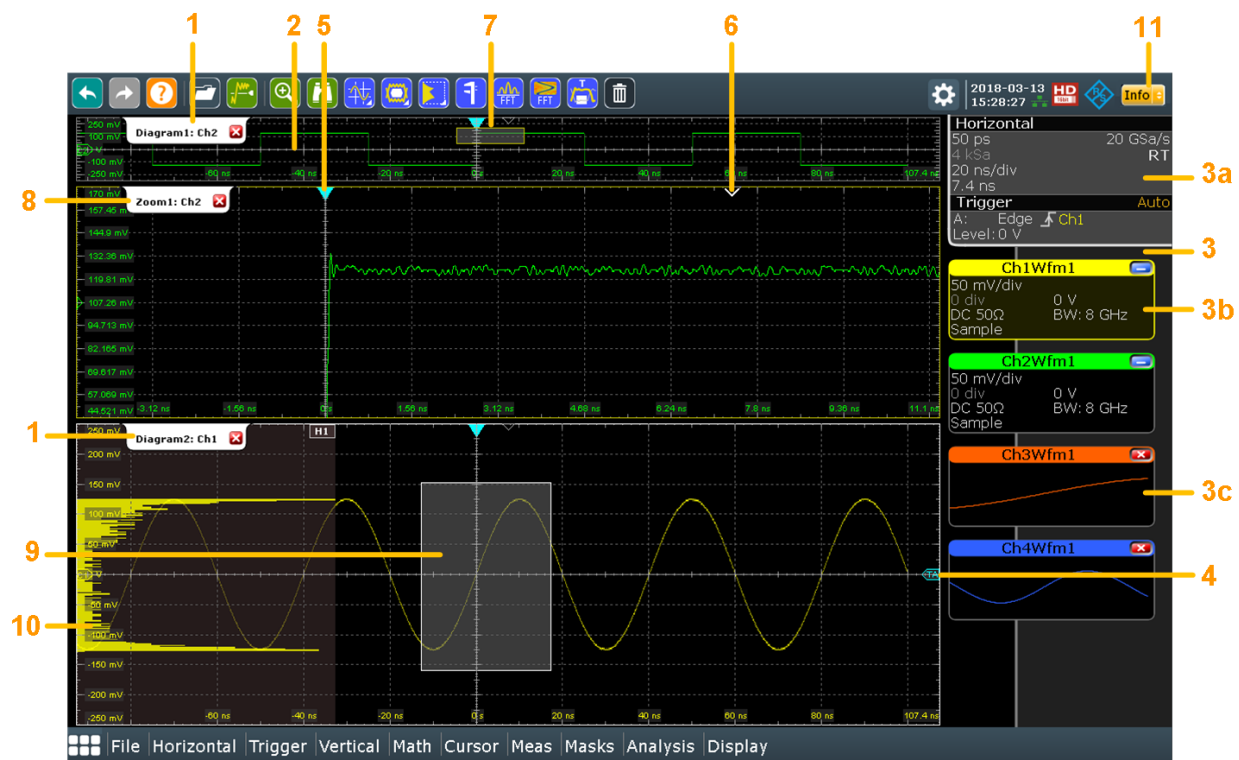 1
2
5
7
6
11
?
T
FFT
FFT
2018-03-13
15:28:27
HD
16bit
R
S
Info
250 mV
100 mV
0 V
-100 mV
-250 mV
Diagram1: Ch2
-60 ns
-40 ns
-20 ns
0 s
20 ns
40 ns
60 ns
80 ns
107.4 ns
Horizontal
50 ps
20 GSa/s
4 kSa
RT
20 ns/div
7.4 ns
3a
Trigger
Auto
A:
Edge
Ch1
Level: 0 V
3
8
Zoom1: Ch2
170 mV
157.45 mV
144.9 mV
132.36 mV
119.81 mV
107.26 mV
94.713 mV
82.165 mV
69.617 mV
57.069 mV
44.521 mV
-3.12 ns
-1.56 ns
0 s
1.56 ns
3.12 ns
4.68 ns
6.24 ns
7.8 ns
9.36 ns
11.1 ns
Ch1Wfm1
50 mV/div
0 div
0 V
DC 50Ω
BW: 8 GHz
Sample
3b
Ch2Wfm1
50 mV/div
0 div
0 V
DC 50Ω
BW: 8 GHz
Sample
1
Diagram2: Ch1
H1
250 mV
200 mV
150 mV
100 mV
50 mV
0 V
-50 mV
-100 mV
-150 mV
-200 mV
-250 mV
-60 ns
-40 ns
-20 ns
0 s
20 ns
40 ns
60 ns
80 ns
107.4 ns
9
10
TA
4
Ch3Wfm1
3c
Ch4Wfm1
File
Horizontal
Trigger
Vertical
Math
Cursor
Meas
Masks
Analysis
Display